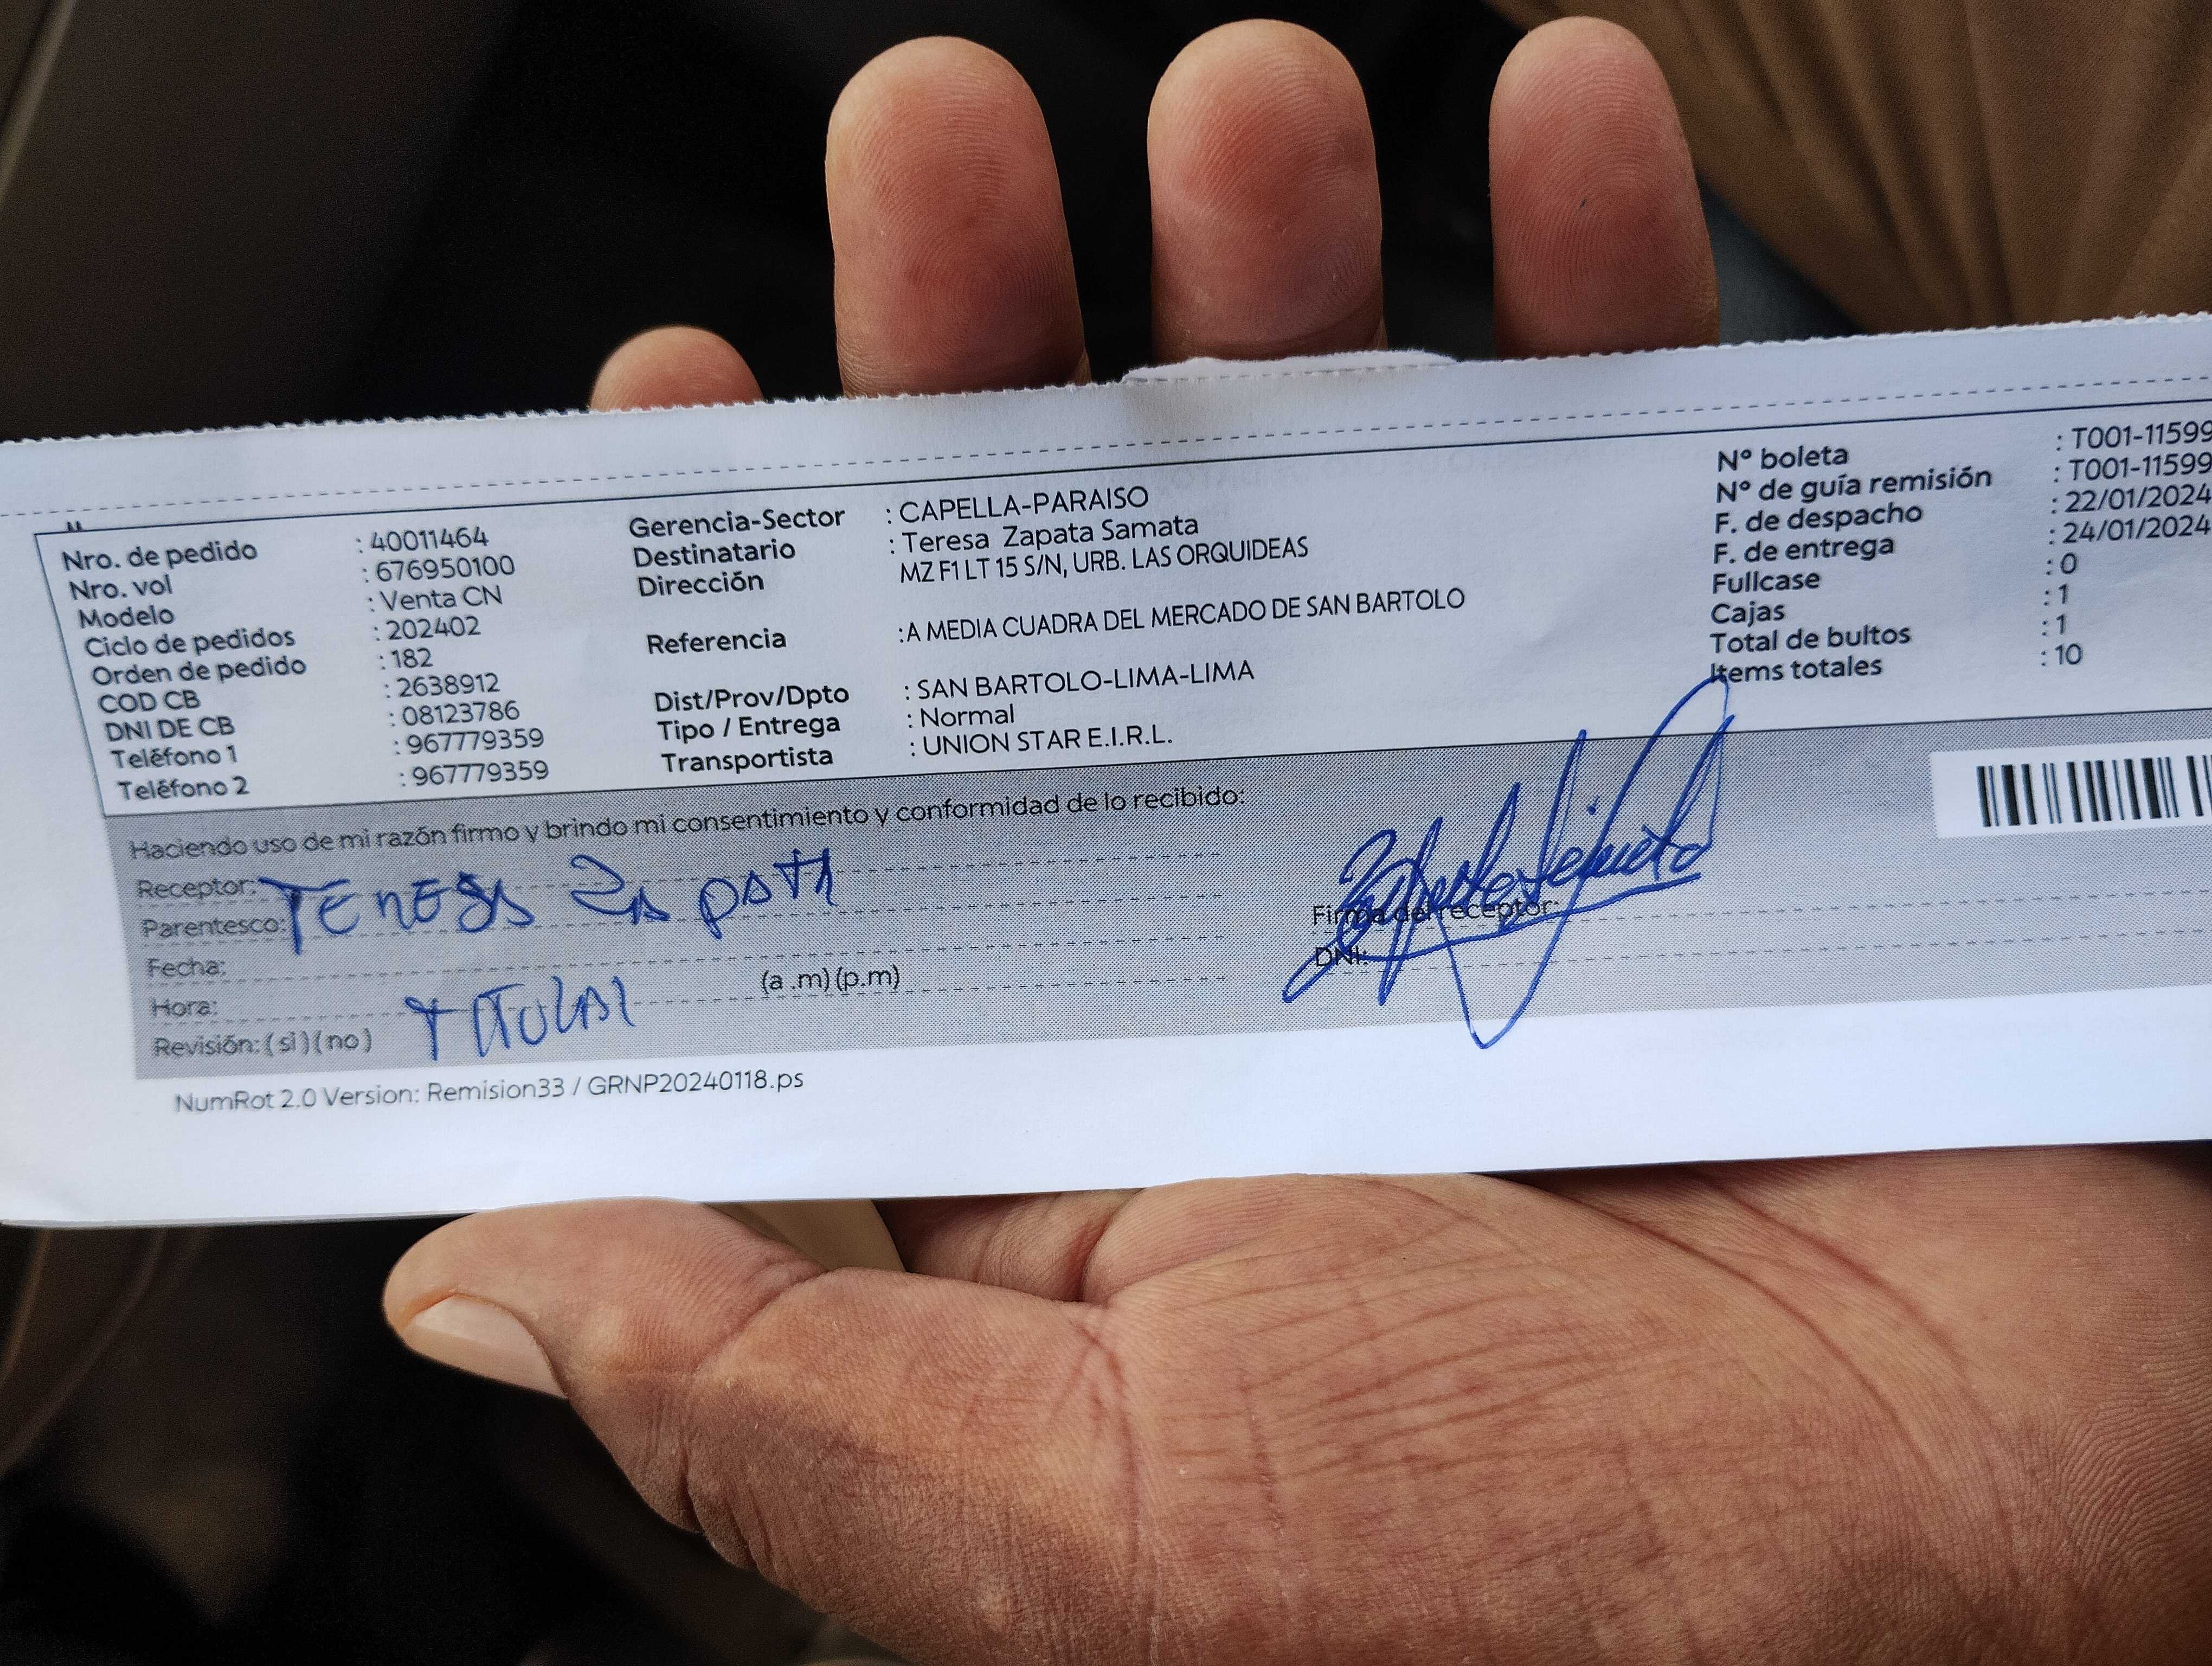 Nro. de pedido : 40011464
Nro. vol : 676950100
Modelo : Venta CN
Ciclo de pedidos : 202402
Orden de pedido : 182
COD CB : 2638912
DNI DE CB : 08123786
Teléfono 1 : 967779359
Teléfono 2 : 967779359
Gerencia-Sector : CAPELLA-PARAISO
Destinatario : Teresa Zapata Samata
Dirección MZ F1 LT 15 S/N, URB. LAS ORQUIDEAS
Referencia : A MEDIA CUADRA DEL MERCADO DE SAN BARTOLO
Dist/Prov/Dpto : SAN BARTOLO-LIMA-LIMA
Tipo / Entrega : Normal
Transportista : UNION STAR E.I.R.L.
Nº boleta : T001-11599
Nº de guía remisión : T001-11599
F. de despacho : 22/01/2024
F. de entrega : 24/01/2024
Fullcase : 0
Cajas : 1
Total de bultos : 1
Items totales : 10
Haciendo uso de mi razón firmo y brindo mi consentimiento y conformidad de lo recibido:
Receptor: TERESA ZAPATA
Parentesco:
Fecha:
Hora: (a.m)(p.m)
TITULAR
Revisión:(si)(no)
Firma del receptor:
DNI:
NumRot 2.0 Version: Remision33 / GRNP20240118.ps